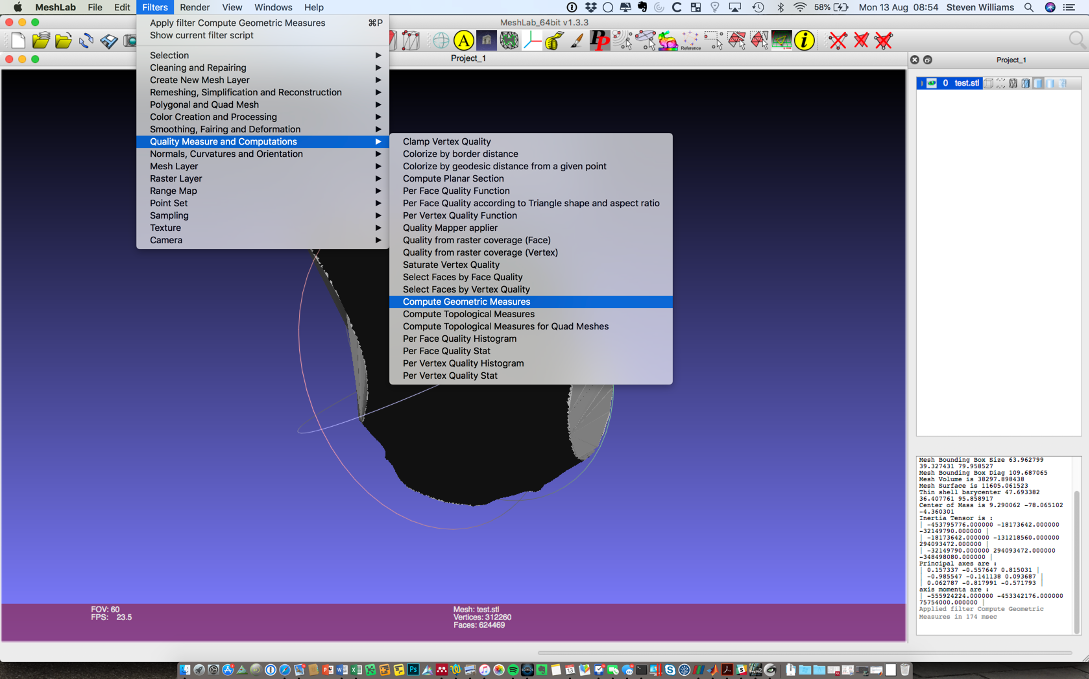 MeshLab File Edit Filters Render View Windows Help 58% Mon 13 Aug 08:54 Steven Williams
MeshLab_64bit v1.3.3
Apply filter Compute Geometric Measures ⌘P
Show current filter script
Selection
Cleaning and Repairing
Create New Mesh Layer
Remeshing, Simplification and Reconstruction
Polygonal and Quad Mesh
Color Creation and Processing
Smoothing, Fairing and Deformation
Quality Measure and Computations
Normals, Curvatures and Orientation
Mesh Layer
Raster Layer
Range Map
Point Set
Sampling
Texture
Camera
Clamp Vertex Quality
Colorize by border distance
Colorize by geodesic distance from a given point
Compute Planar Section
Per Face Quality Function
Per Face Quality according to Triangle shape and aspect ratio
Per Vertex Quality Function
Quality Mapper applier
Quality from raster coverage (Face)
Quality from raster coverage (Vertex)
Saturate Vertex Quality
Select Faces by Face Quality
Select Faces by Vertex Quality
Compute Geometric Measures
Compute Topological Measures
Compute Topological Measures for Quad Meshes
Per Face Quality Histogram
Per Face Quality Stat
Per Vertex Quality Histogram
Per Vertex Quality Stat
Project_1
Project_1
0 test.stl
Mesh Bounding Box Size 63.962799
39.327431 79.958527
Mesh Bounding Box Diag 109.687065
Mesh Volume is 38297.898438
Mesh Surface is 11605.061523
Thin shell barycenter 47.693382
36.407761 95.858917
Center of Mass is 9.290062 -78.065102
-4.360301
Inertia Tensor is :
| -453795776.000000 -18173642.000000
-32149790.000000 |
| -18173642.000000 -131218560.000000
294093472.000000 |
| -32149790.000000 294093472.000000
-348498080.000000 |
Principal axes are :
| 0.157337 -0.557647 0.815031 |
| -0.985547 -0.141138 0.093687 |
| 0.062787 -0.817991 -0.571793 |
axis momenta are :
| -555924224.000000 -453342176.000000
75754000.000000 |
Applied filter Compute Geometric
Measures in 174 msec
FOV: 60
FPS: 23.5
Mesh: test.stl
Vertices: 312260
Faces: 624469